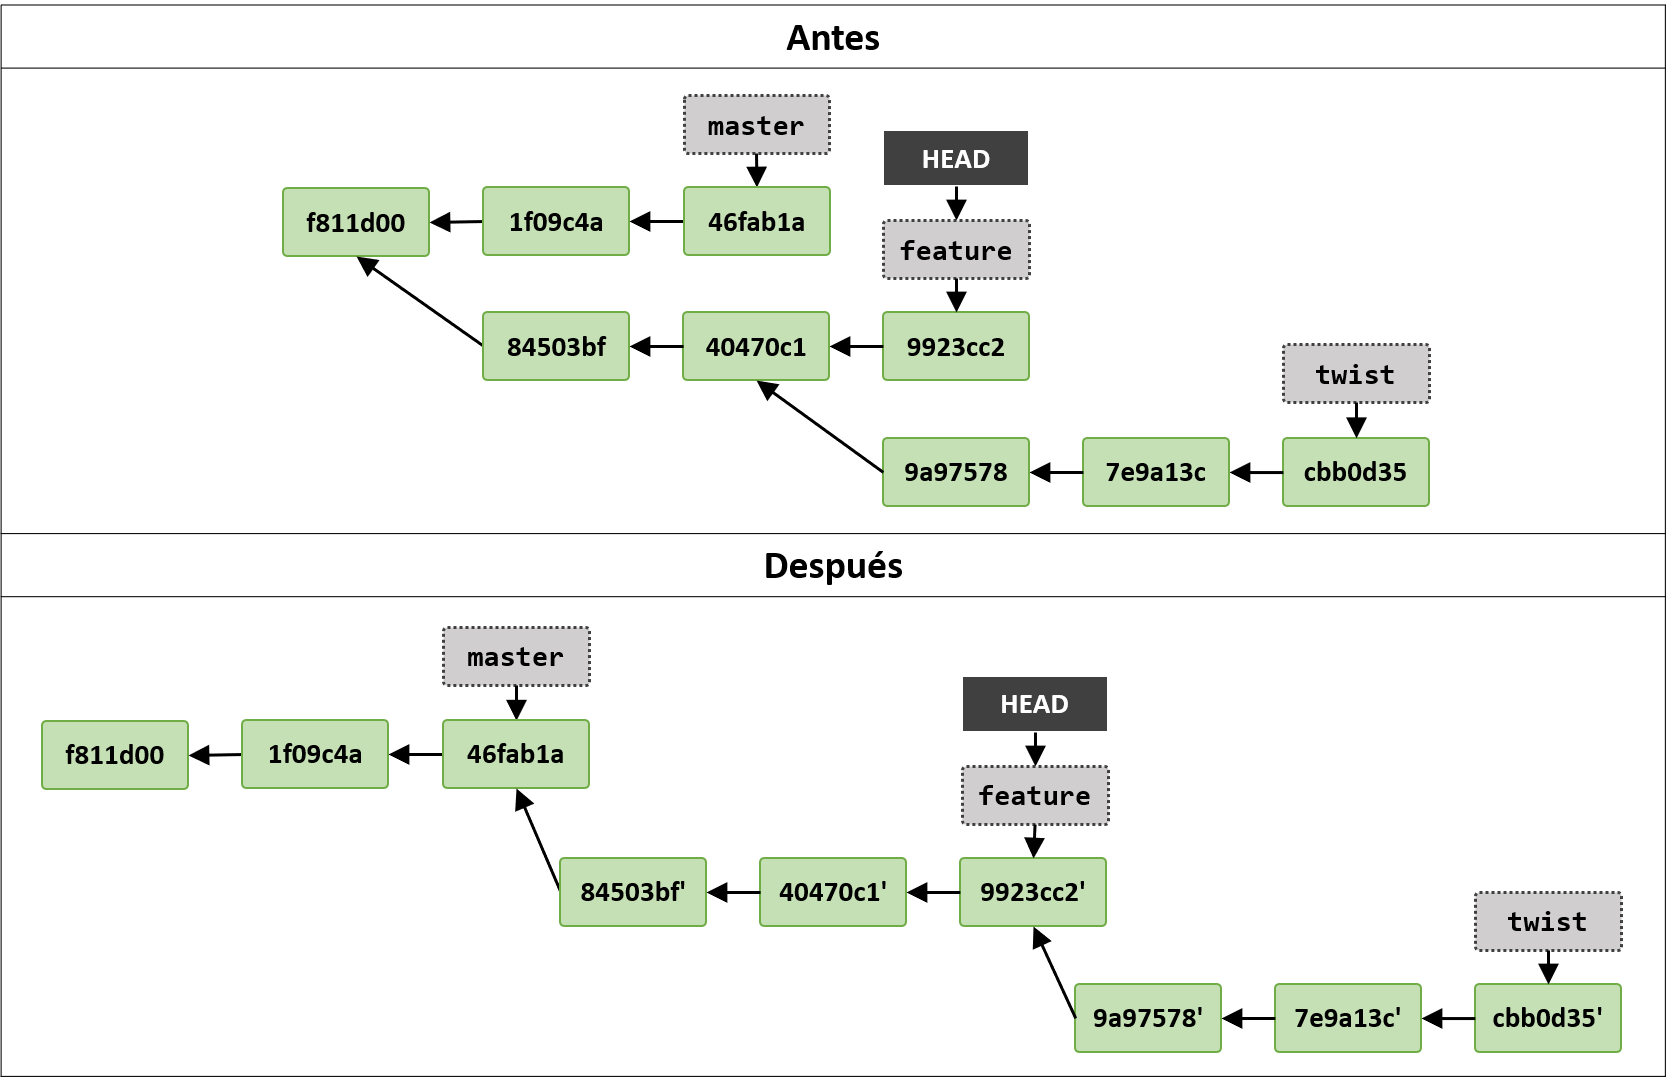 Antes
master
HEAD
f811d00
1f09c4a
46fab1a
feature
84503bf
40470c1
9923cc2
twist
9a97578
7e9a13c
cbb0d35
Después
master
HEAD
f811d00
1f09c4a
46fab1a
feature
84503bf'
40470c1'
9923cc2'
twist
9a97578'
7e9a13c'
cbb0d35'